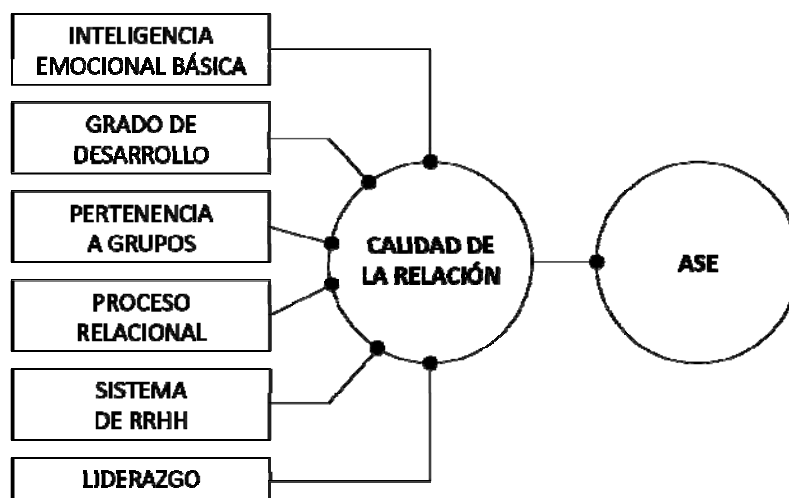 INTELIGENCIA
EMOCIONAL BÁSICA
GRADO DE
DESARROLLO
PERTENENCIA
A GRUPOS
PROCESO
RELACIONAL
SISTEMA
DE RRHH
LIDERAZGO
CALIDAD DE
LA RELACIÓN
ASE